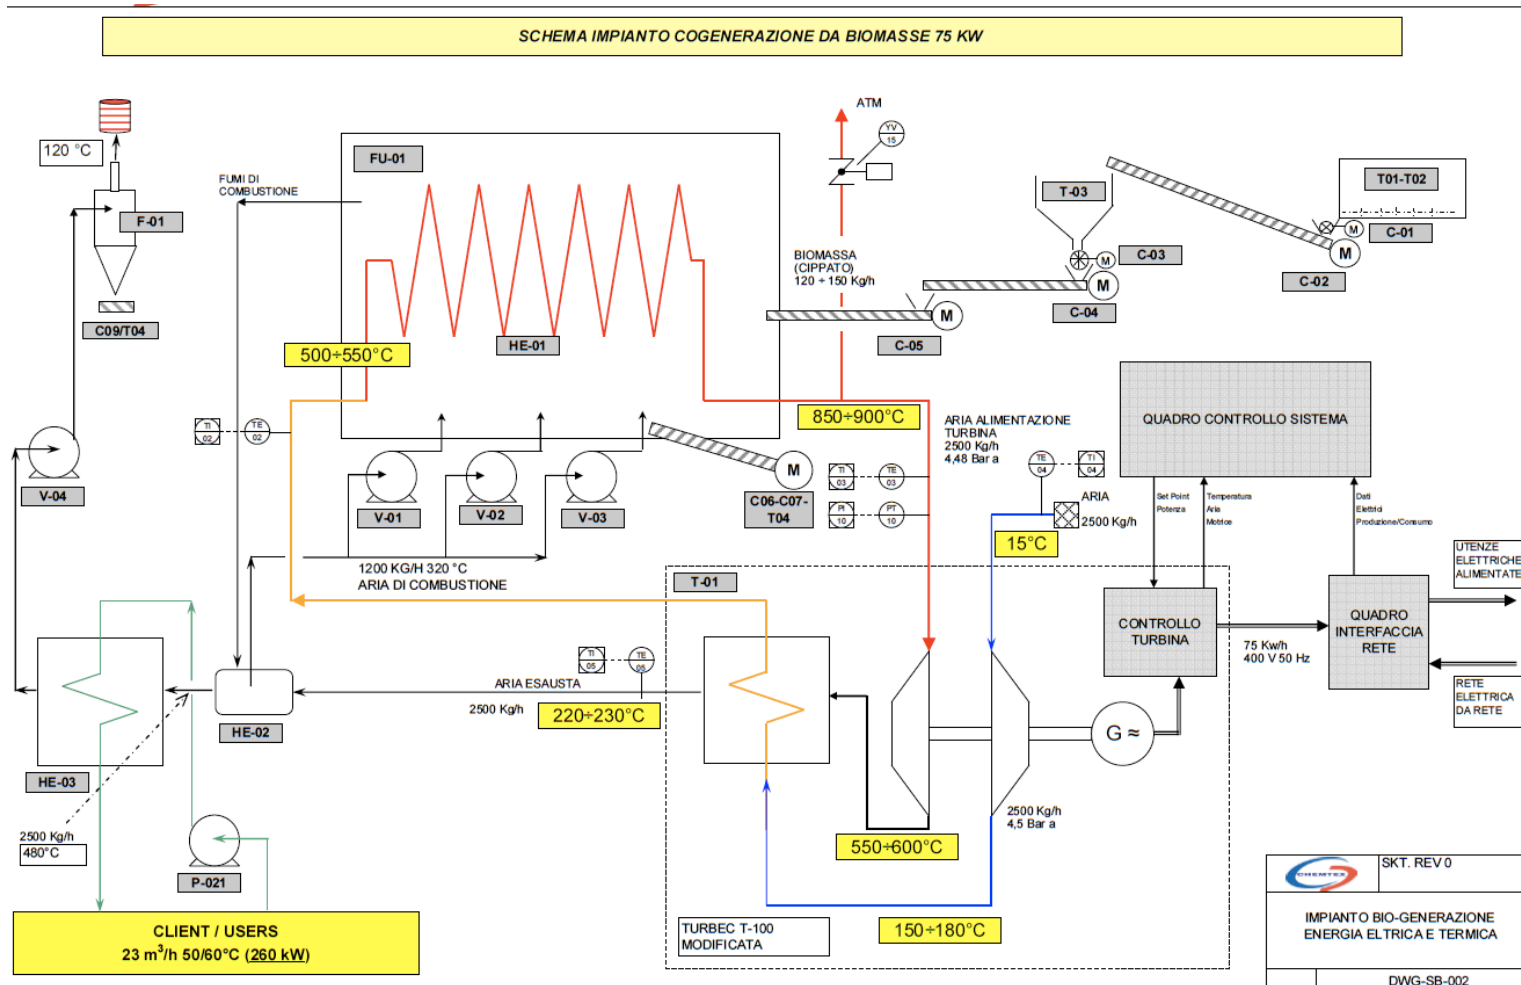 SCHEMA IMPIANTO COGENERAZIONE DA BIOMASSE 75 KW
120 °C
F-01
C09/T04
FUMI DI
COMBUSTIONE
FU-01
HE-01
500÷550°C
ATM
YV
15
BIOMASSA
(CIPPATO)
120 ÷ 150 Kg/h
T-03
C-03
C-04
C-05
T01-T02
C-01
C-02
M
M
M
M
M
TI
02
TE
02
V-04
V-01
V-02
V-03
M
C06-C07-
T04
850÷900°C
TI
03
TE
03
PI
10
PT
10
ARIA ALIMENTAZIONE
TURBINA
2500 Kg/h
4,48 Bar a
TE
04
TI
04
ARIA
2500 Kg/h
15°C
QUADRO CONTROLLO SISTEMA
Set Point
Potenza
Temperatura
Aria
Motrice
Dati
Elettrici
Produzione/Consumo
UTENZE
ELETTRICHE
ALIMENTATE
1200 KG/H 320 °C
ARIA DI COMBUSTIONE
T-01
CONTROLLO
TURBINA
75 Kw/h
400 V 50 Hz
QUADRO
INTERFACCIA
RETE
RETE
ELETTRICA
DA RETE
TI
05
TE
05
ARIA ESAUSTA
2500 Kg/h
220÷230°C
HE-02
HE-03
G ≈
2500 Kg/h
4,5 Bar a
2500 Kg/h
480°C
P-021
550÷600°C
150÷180°C
TURBEC T-100
MODIFICATA
CLIENT / USERS
23 m³/h 50/60°C (260 kW)
CHEMTEX
SKT. REV 0
IMPIANTO BIO-GENERAZIONE
ENERGIA ELTRICA E TERMICA
DWG-SB-002